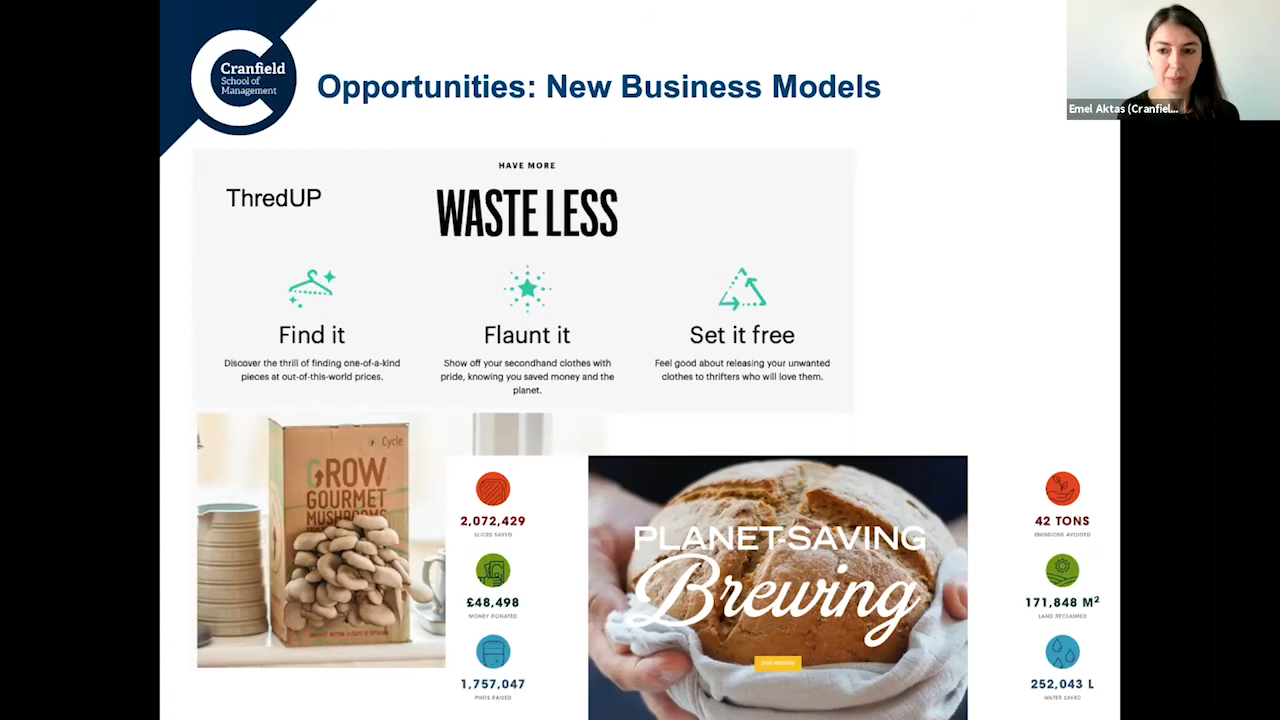 Cranfield
School of
Management
Opportunities: New Business Models
Emel Aktas (Cranfiel...
HAVE MORE
ThredUP
WASTE LESS
Find it
Discover the thrill of finding one-of-a-kind
pieces at out-of-this-world prices.
Flaunt it
Show off your secondhand clothes with
pride, knowing you saved money and the
planet.
Set it free
Feel good about releasing your unwanted
clothes to thrifters who will love them.
Cycle
GROW
GOURMET
MUSHROOMS
2,072,429
SLICES SAVED
£48,498
MONEY DONATED
1,757,047
PINTS RAISED
PLANET-SAVING
Brewing
OUR MISSION
42 TONS
EMISSIONS AVOIDED
171,848 M²
LAND RECLAIMED
252,043 L
WATER SAVED